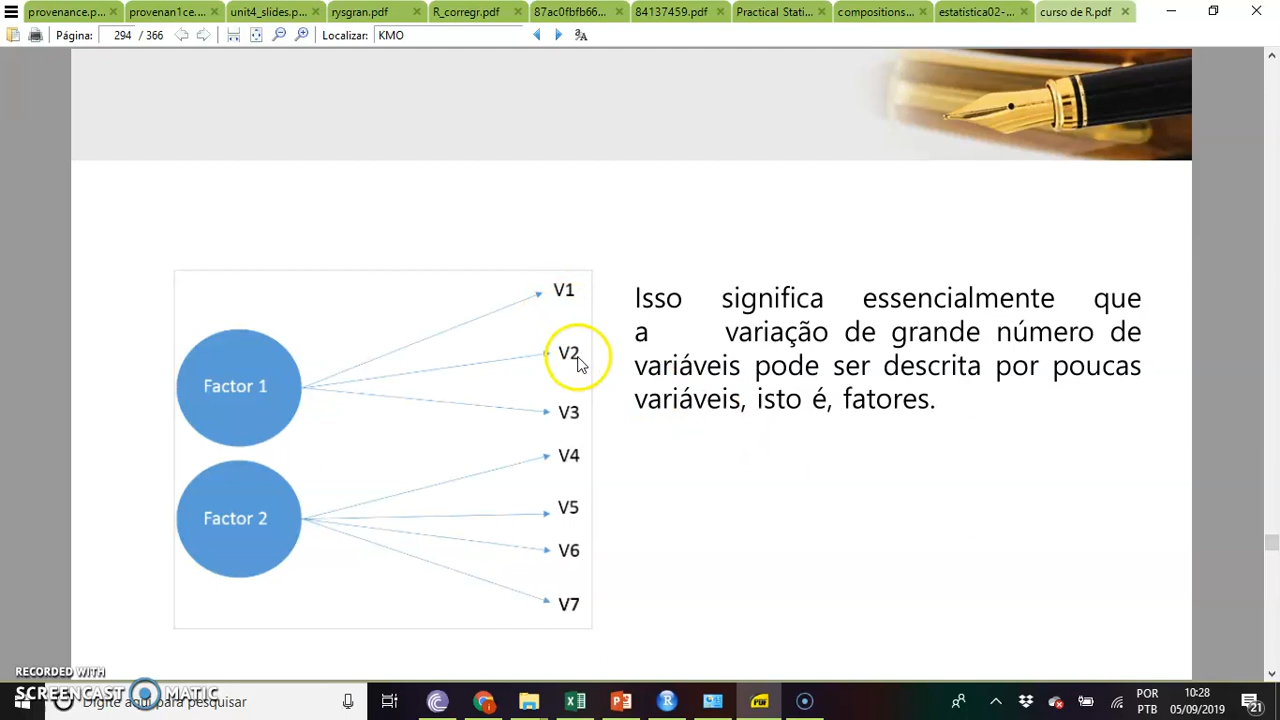 provenance.p... provenan1ce.p... unit4_slides.p... rysgran.pdf R_corregr.pdf 87ac0fbfb66... 84137459.pdf Practical Stati... compositions... estatistica02-... curso de R.pdf
Página: 294 / 366 Localizar: KMO
V1
V2
Factor 1
V3
V4
Factor 2
V5
V6
V7
Isso significa essencialmente que
a variação de grande número de
variáveis pode ser descrita por poucas
variáveis, isto é, fatores.
RECORDED WITH
SCREENCAST MATIC
Digite aqui para pesquisar
POR
PTB
10:28
05/09/2019
21